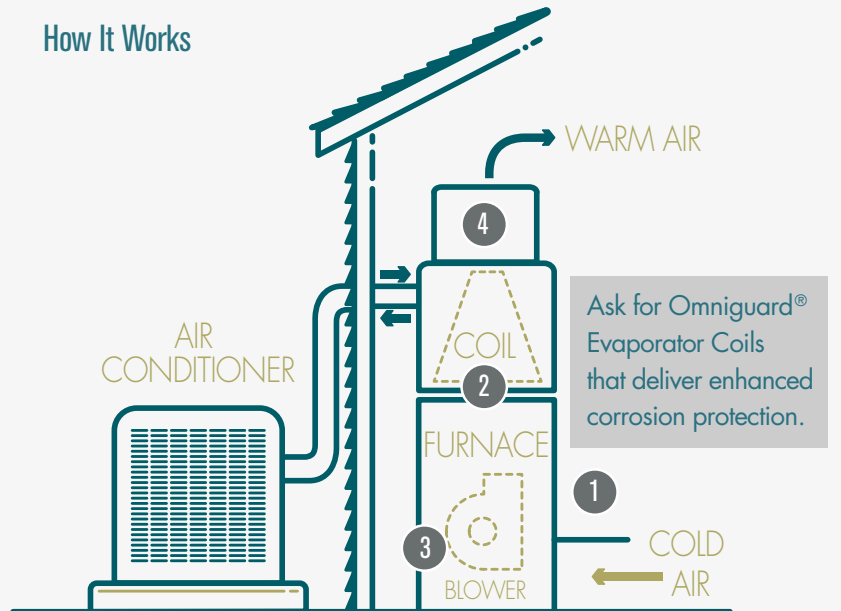 How It Works
WARM AIR
4
Ask for Omniguard®
Evaporator Coils
that deliver enhanced
corrosion protection.
AIR
CONDITIONER
COIL
2
FURNACE
1
3
BLOWER
COLD
AIR